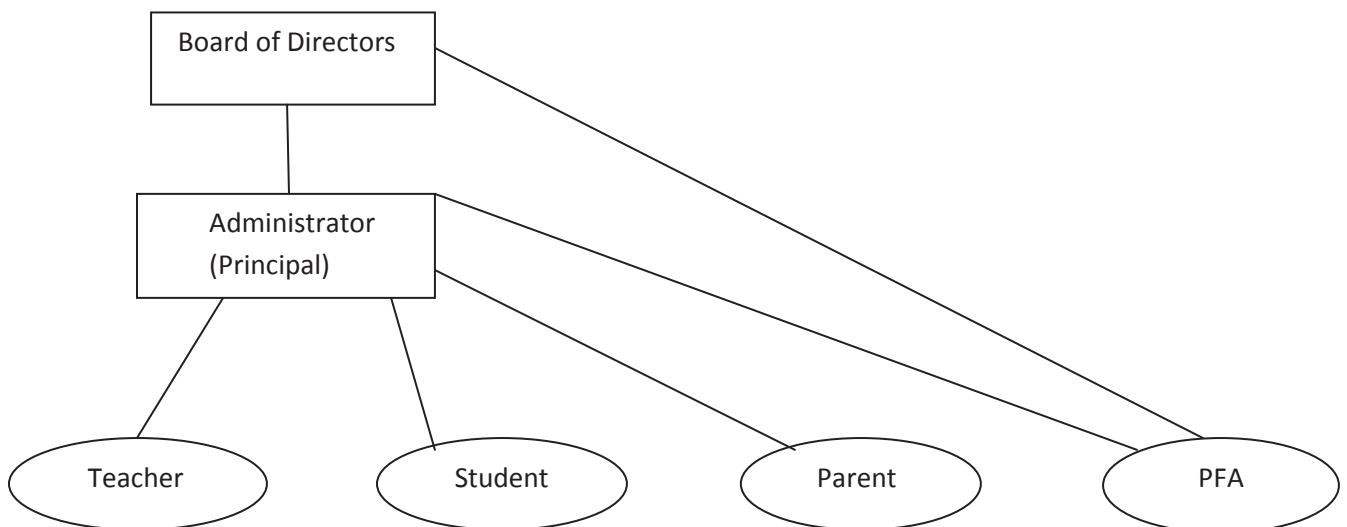 Board of Directors
Administrator
(Principal)
Teacher
Student
Parent
PFA